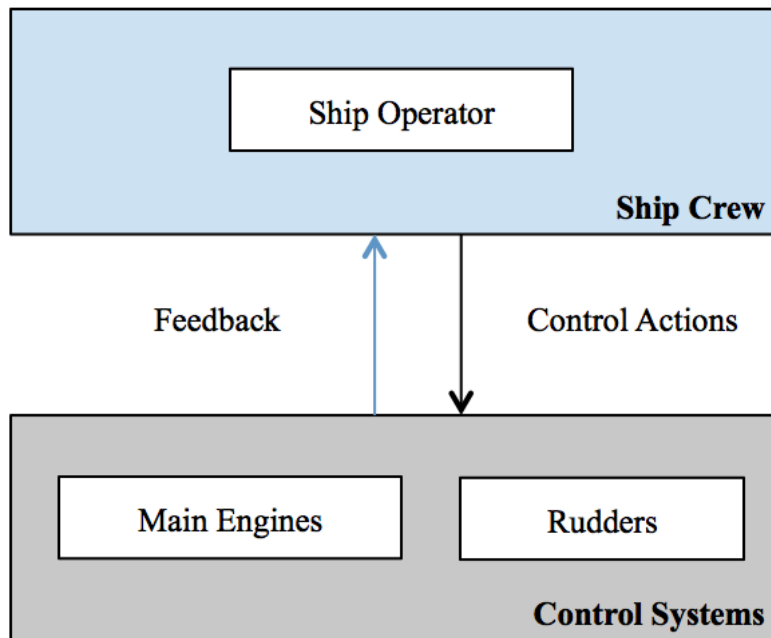 Ship Operator
Ship Crew
Feedback
Control Actions
Main Engines
Rudders
Control Systems